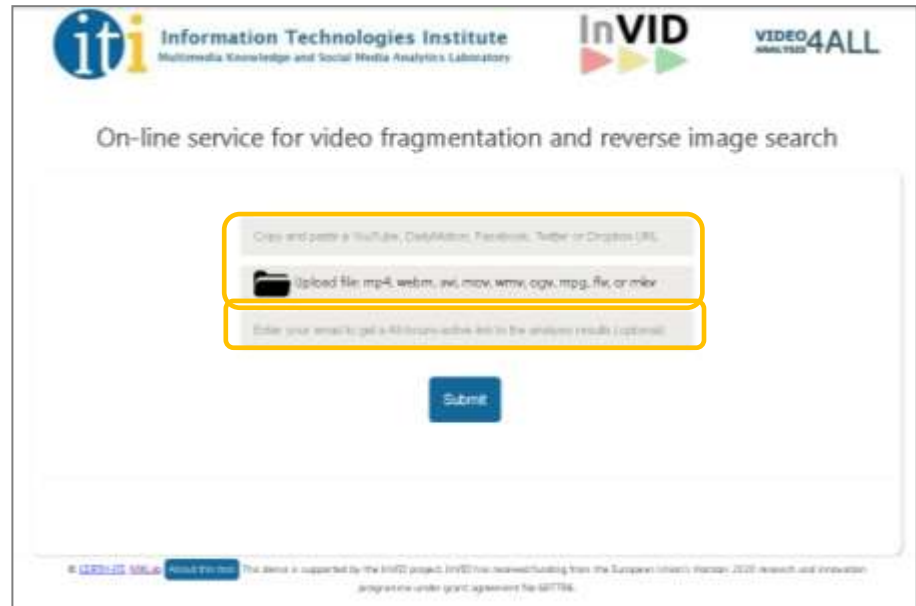 iti Information Technologies Institute
Multimedia Knowledge and Social Media Analytics Laboratory
InVID
VIDEO ANALYSIS 4ALL
On-line service for video fragmentation and reverse image search
Copy and paste a YouTube, DailyMotion, Facebook, Twitter or Dropbox URL
Upload file: mp4, webm, avi, mov, wmv, ogv, mpg, flv, or mkv
Enter your email to get a 48-hours-active link to the analysis results (optional)
Submit
© CERTH-ITI, MKLab About this tool This demo is supported by the InVID project. InVID has received funding from the European Union's Horizon 2020 research and innovation
programme under grant agreement No 687786.